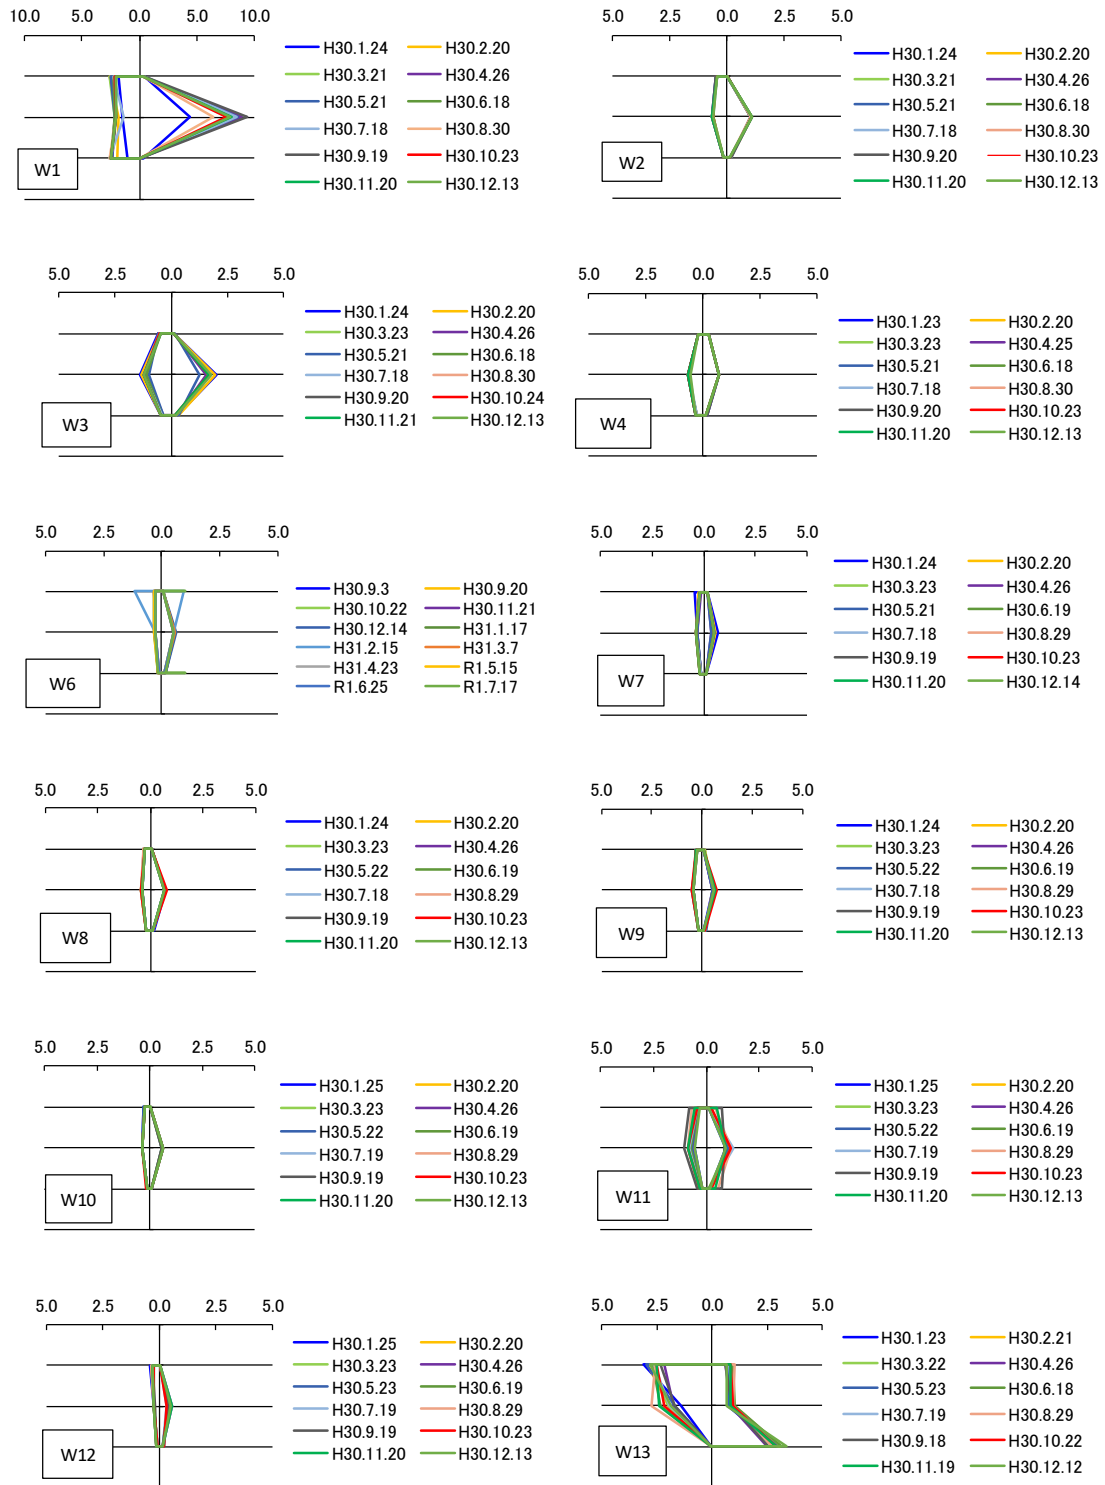 10.0 5.0 0.0 5.0 10.0
H30.1.24 H30.2.20
H30.3.21 H30.4.26
H30.5.21 H30.6.18
H30.7.18 H30.8.30
H30.9.19 H30.10.23
H30.11.20 H30.12.13
W1
5.0 2.5 0.0 2.5 5.0
H30.1.24 H30.2.20
H30.3.21 H30.4.26
H30.5.21 H30.6.18
H30.7.18 H30.8.30
H30.9.20 H30.10.23
H30.11.20 H30.12.13
W2
5.0 2.5 0.0 2.5 5.0
H30.1.24 H30.2.20
H30.3.23 H30.4.26
H30.5.21 H30.6.18
H30.7.18 H30.8.30
H30.9.20 H30.10.24
H30.11.21 H30.12.13
W3
5.0 2.5 0.0 2.5 5.0
H30.1.23 H30.2.20
H30.3.23 H30.4.25
H30.5.21 H30.6.18
H30.7.18 H30.8.30
H30.9.20 H30.10.23
H30.11.20 H30.12.13
W4
5.0 2.5 0.0 2.5 5.0
H30.9.3 H30.9.20
H30.10.22 H30.11.21
H30.12.14 H31.1.17
H31.2.15 H31.3.7
H31.4.23 R1.5.15
R1.6.25 R1.7.17
W6
5.0 2.5 0.0 2.5 5.0
H30.1.24 H30.2.20
H30.3.23 H30.4.26
H30.5.21 H30.6.19
H30.7.18 H30.8.29
H30.9.19 H30.10.23
H30.11.20 H30.12.14
W7
5.0 2.5 0.0 2.5 5.0
H30.1.24 H30.2.20
H30.3.23 H30.4.26
H30.5.22 H30.6.19
H30.7.18 H30.8.29
H30.9.19 H30.10.23
H30.11.20 H30.12.13
W8
5.0 2.5 0.0 2.5 5.0
H30.1.24 H30.2.20
H30.3.23 H30.4.26
H30.5.22 H30.6.19
H30.7.18 H30.8.29
H30.9.19 H30.10.23
H30.11.20 H30.12.13
W9
5.0 2.5 0.0 2.5 5.0
H30.1.25 H30.2.20
H30.3.23 H30.4.26
H30.5.22 H30.6.19
H30.7.19 H30.8.29
H30.9.19 H30.10.23
H30.11.20 H30.12.13
W10
5.0 2.5 0.0 2.5 5.0
H30.1.25 H30.2.20
H30.3.23 H30.4.26
H30.5.22 H30.6.19
H30.7.19 H30.8.29
H30.9.19 H30.10.23
H30.11.20 H30.12.13
W11
5.0 2.5 0.0 2.5 5.0
H30.1.25 H30.2.20
H30.3.23 H30.4.26
H30.5.23 H30.6.19
H30.7.19 H30.8.29
H30.9.19 H30.10.23
H30.11.20 H30.12.13
W12
5.0 2.5 0.0 2.5 5.0
H30.1.23 H30.2.21
H30.3.22 H30.4.26
H30.5.23 H30.6.18
H30.7.19 H30.8.29
H30.9.18 H30.10.22
H30.11.19 H30.12.12
W13